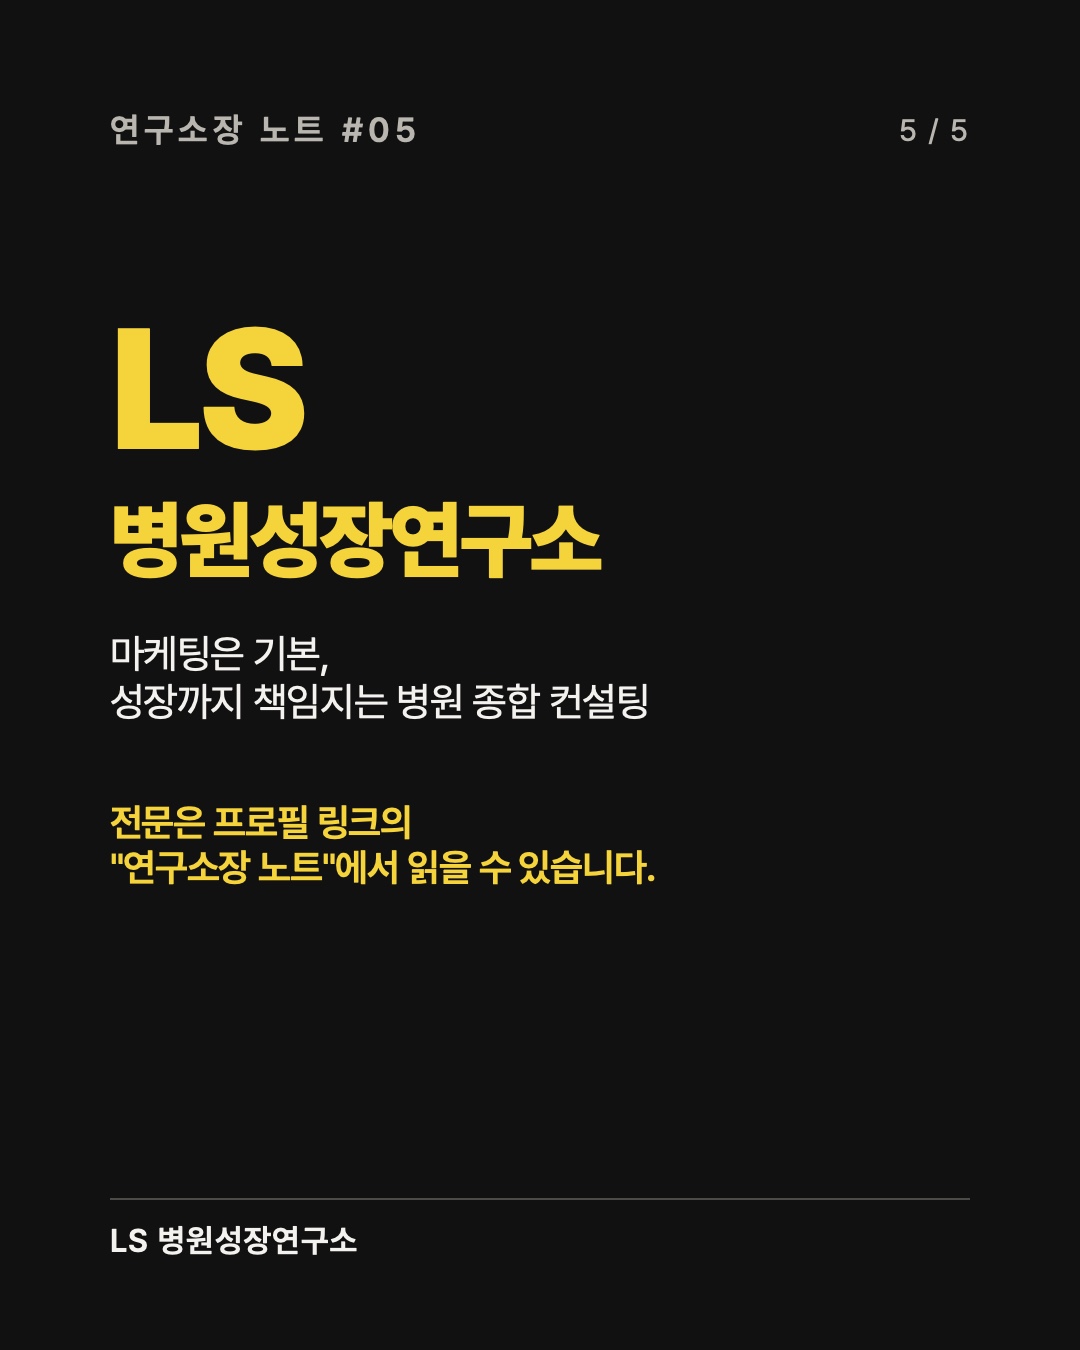 연구소장 노트 #05
5 / 5
LS
병원성장연구소
마케팅은 기본,
성장까지 책임지는 병원 종합 컨설팅
전문은 프로필 링크의
"연구소장 노트"에서 읽을 수 있습니다.
LS 병원성장연구소